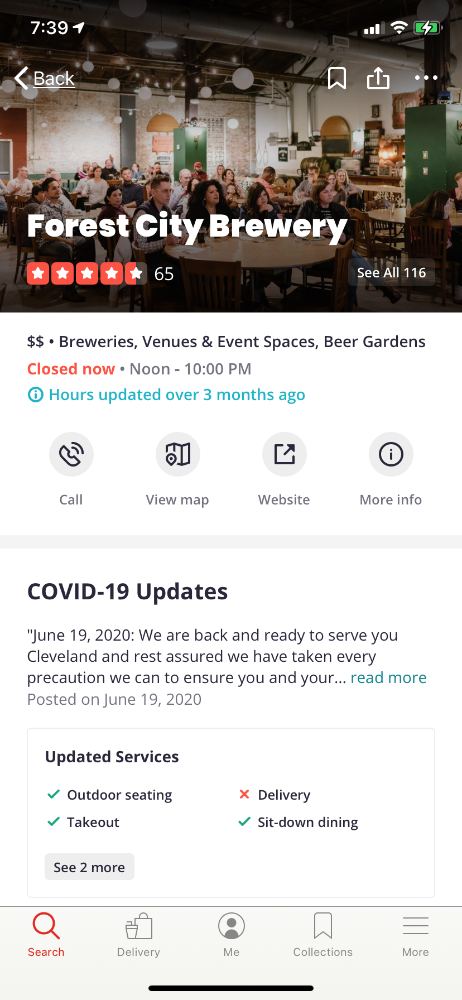 7:39
Back
Forest City Brewery
65
See All 116
$$ • Breweries, Venues & Event Spaces, Beer Gardens
Closed now • Noon - 10:00 PM
Hours updated over 3 months ago
Call
View map
Website
More info
COVID-19 Updates
"June 19, 2020: We are back and ready to serve you
Cleveland and rest assured we have taken every
precaution we can to ensure you and your... read more
Posted on June 19, 2020
Updated Services
Outdoor seating
Delivery
Takeout
Sit-down dining
See 2 more
Search
Delivery
Me
Collections
More